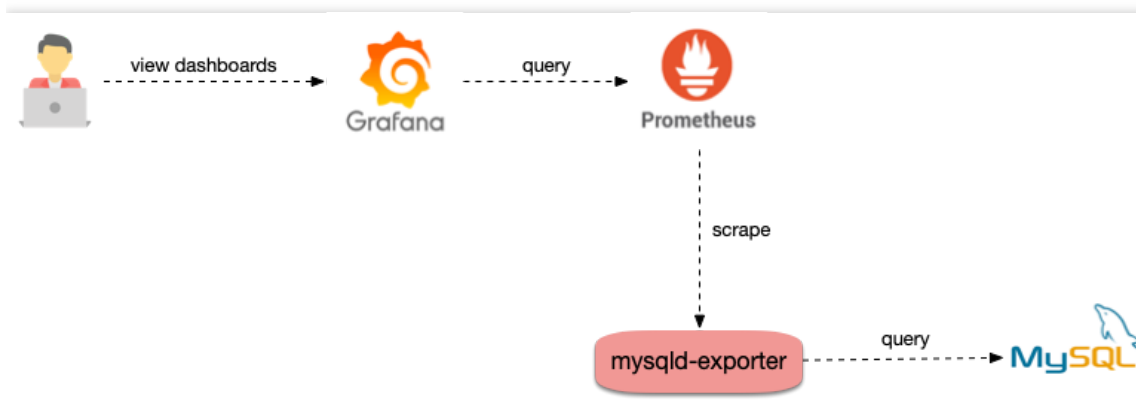 view dashboards
query
Grafana
Prometheus
scrape
mysqld-exporter
query
MySQL